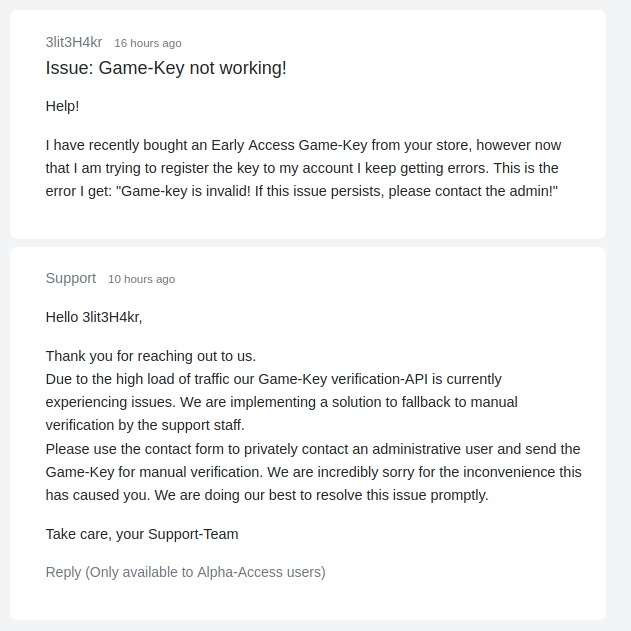 3lit3H4kr 16 hours ago
Issue: Game-Key not working!
Help!
I have recently bought an Early Access Game-Key from your store, however now
that I am trying to register the key to my account I keep getting errors. This is the
error I get: "Game-key is invalid! If this issue persists, please contact the admin!"
Support 10 hours ago
Hello 3lit3H4kr,
Thank you for reaching out to us.
Due to the high load of traffic our Game-Key verification-API is currently
experiencing issues. We are implementing a solution to fallback to manual
verification by the support staff.
Please use the contact form to privately contact an administrative user and send the
Game-Key for manual verification. We are incredibly sorry for the inconvenience this
has caused you. We are doing our best to resolve this issue promptly.
Take care, your Support-Team
Reply (Only available to Alpha-Access users)